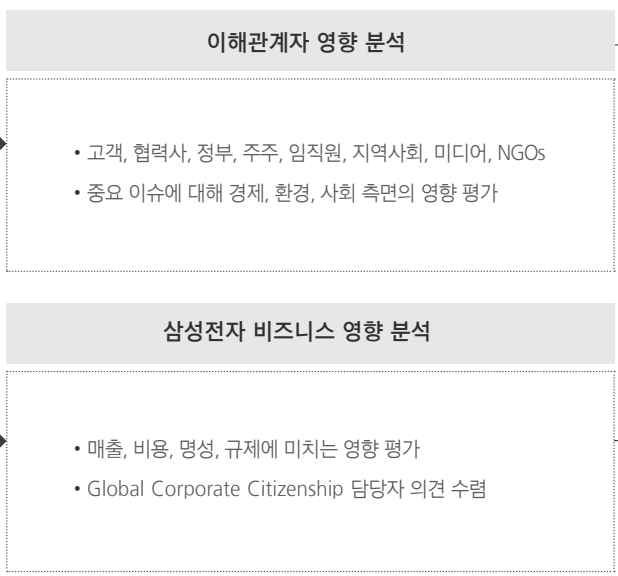 이해관계자 영향 분석
• 고객, 협력사, 정부, 주주, 임직원, 지역사회, 미디어, NGOs
• 중요 이슈에 대해 경제, 환경, 사회 측면의 영향 평가
삼성전자 비즈니스 영향 분석
• 매출, 비용, 명성, 규제에 미치는 영향 평가
• Global Corporate Citizenship 담당자 의견 수렴